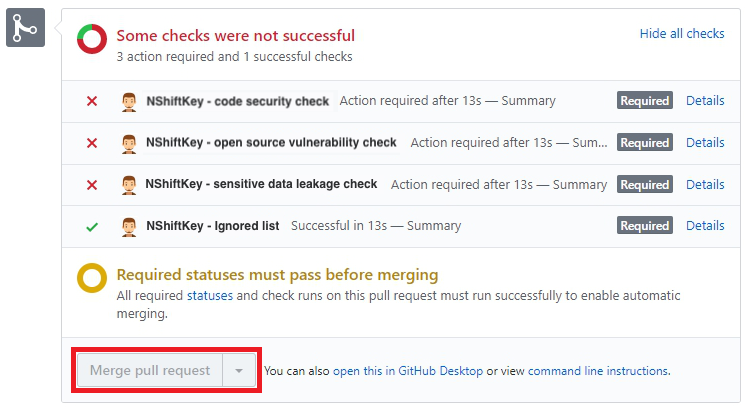 Some checks were not successful
Hide all checks
3 action required and 1 successful checks
NShiftKey - code security check Action required after 13s — Summary Required Details
NShiftKey - open source vulnerability check Action required after 13s — Sum... Required Details
NShiftKey - sensitive data leakage check Action required after 13s — Summary Required Details
NShiftKey - Ignored list Successful in 13s — Summary Required Details
Required statuses must pass before merging
All required statuses and check runs on this pull request must run successfully to enable automatic
merging.
Merge pull request You can also open this in GitHub Desktop or view command line instructions.